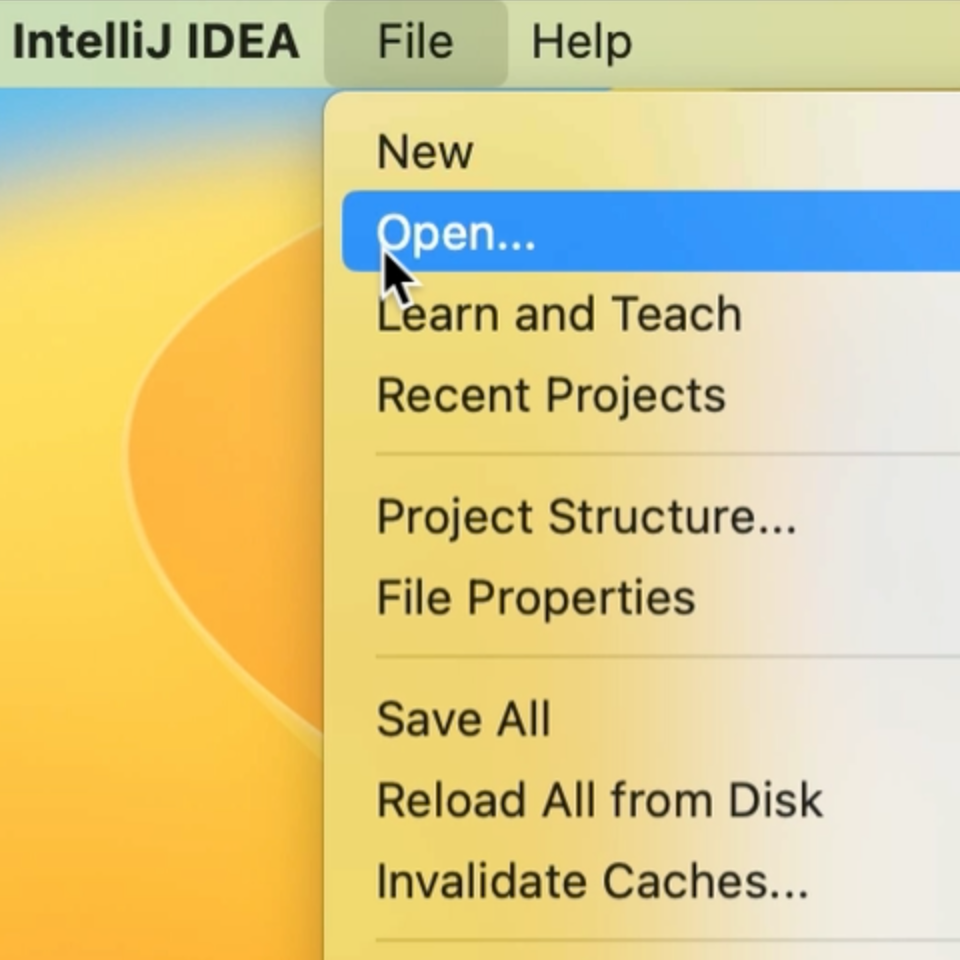 IntelliJ IDEA File Help
New
Open...
Learn and Teach
Recent Projects
Project Structure...
File Properties
Save All
Reload All from Disk
Invalidate Caches...